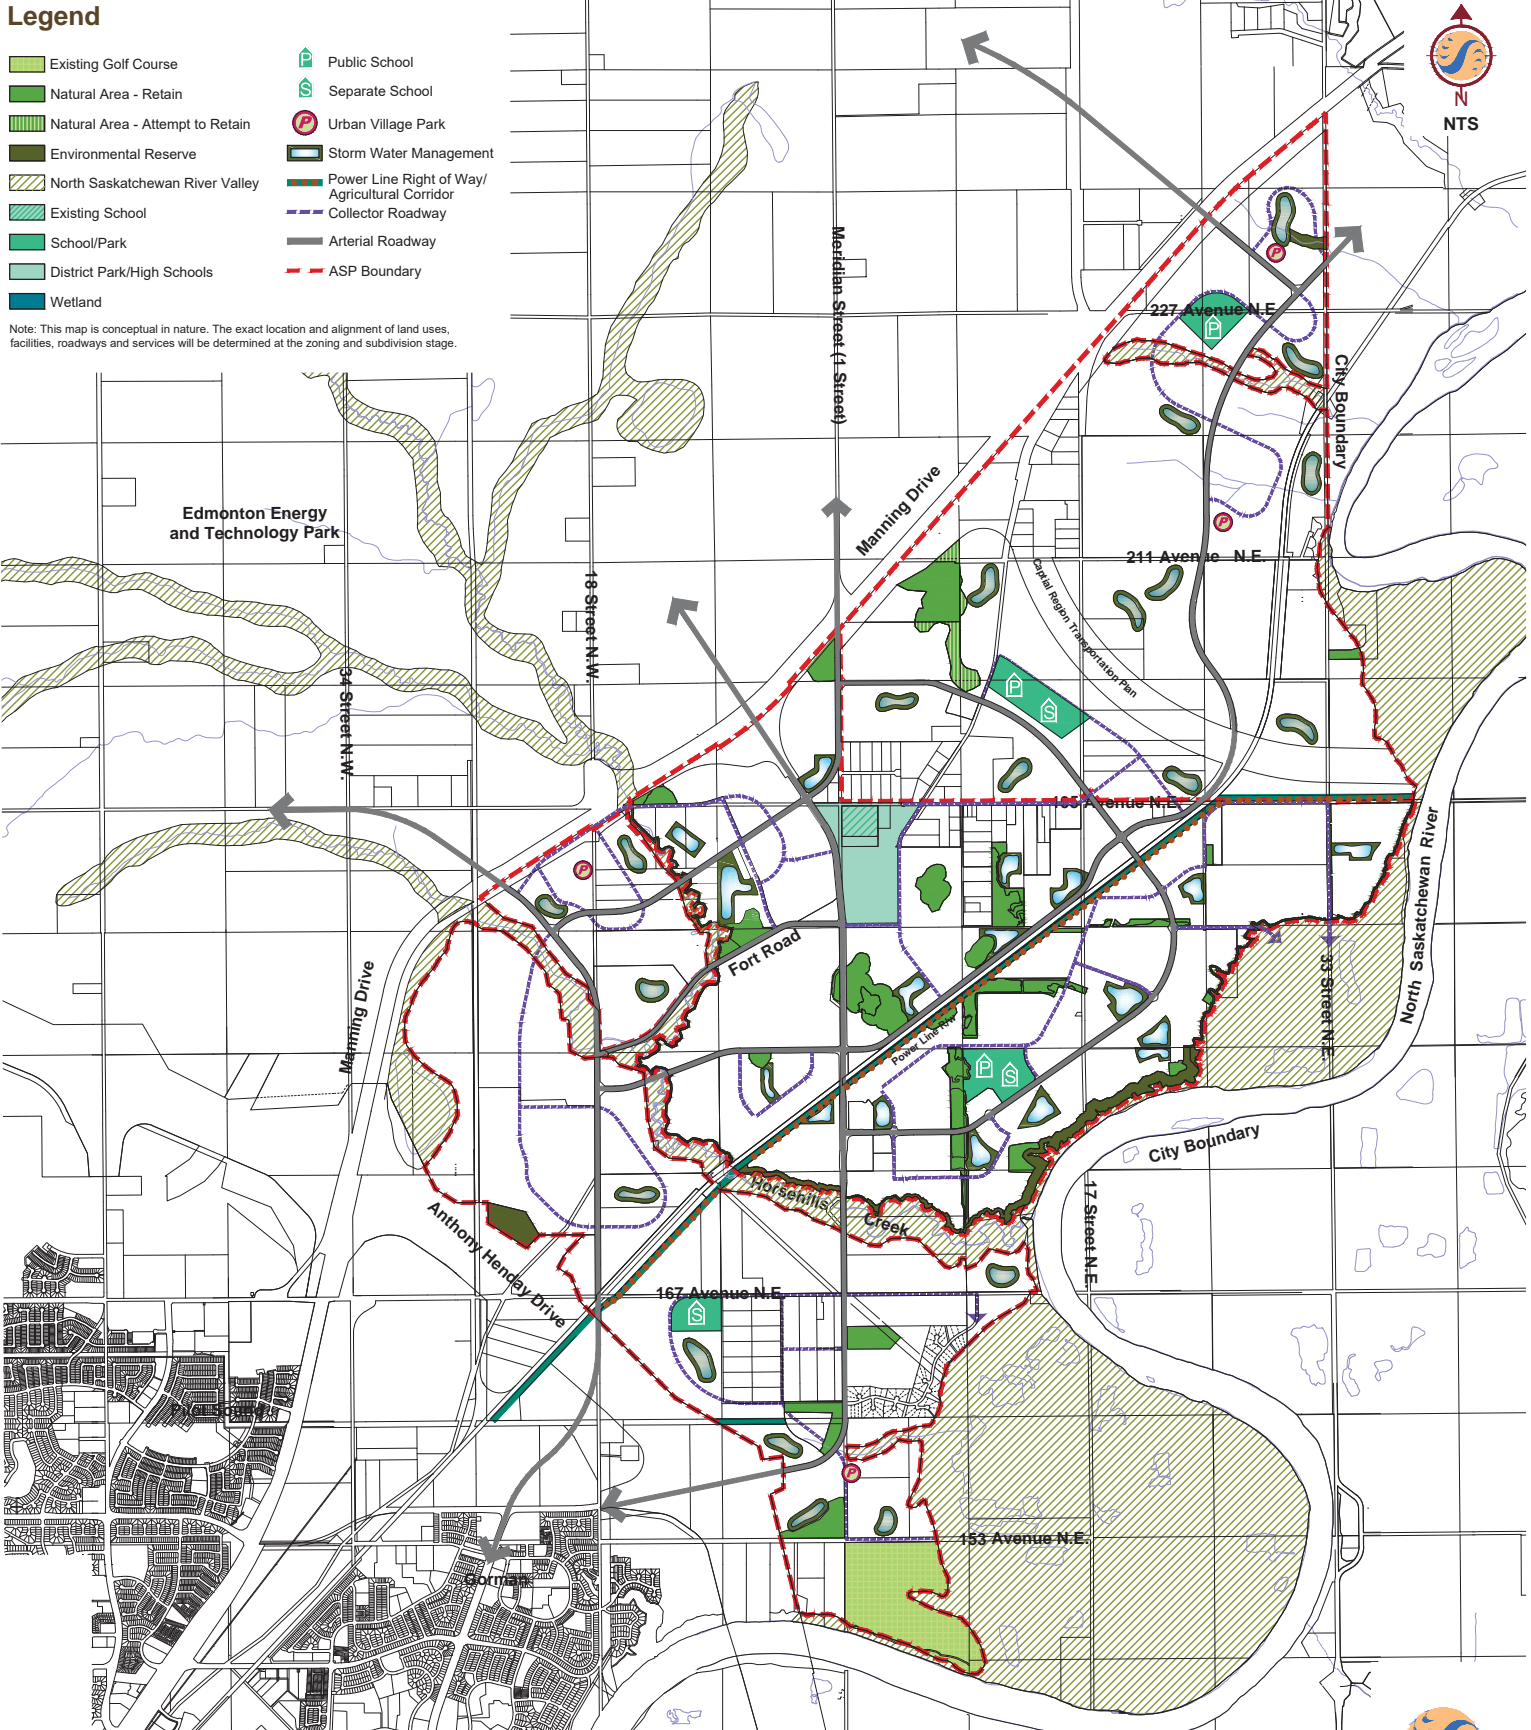 Legend
Existing Golf Course
Natural Area - Retain
Natural Area - Attempt to Retain
Environmental Reserve
North Saskatchewan River Valley
Existing School
School/Park
District Park/High Schools
Wetland
P Public School
S Separate School
P Urban Village Park
Storm Water Management
Power Line Right of Way/
Agricultural Corridor
Collector Roadway
Arterial Roadway
ASP Boundary
Note: This map is conceptual in nature. The exact location and alignment of land uses,
facilities, roadways and services will be determined at the zoning and subdivision stage.
N
NTS
Meridian Street (1 Street)
P
227 Avenue N.E.
P
City Boundary
Manning Drive
Edmonton Energy
and Technology Park
P
211 Avenue N.E.
Captial Region Transportation Plan
18 Street N.W.
34 Street N.W.
P
S
195 Avenue N.E.
North Saskatchewan River
P
Fort Road
33 Street N.E.
Manning Drive
Power Line R/W
P
S
City Boundary
Horsehills
Creek
17 Street N.E.
Anthony Henday Drive
167 Avenue N.E.
S
Pilot Sound
P
153 Avenue N.E.
Gorman